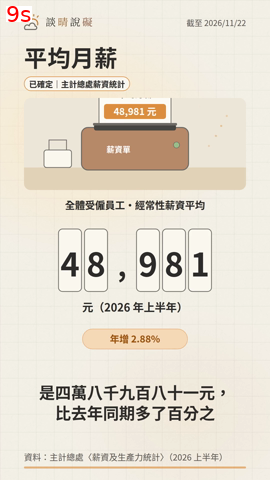 9s
談晴說礙
截至 2026/11/22
平均月薪
已確定｜主計總處薪資統計
48,981 元
薪資單
全體受僱員工・經常性薪資平均
48,981
元（2026 年上半年）
年增 2.88%
是四萬八千九百八十一元，
比去年同期多了百分之
資料：主計總處〈薪資及生產力統計〉（2026 上半年）